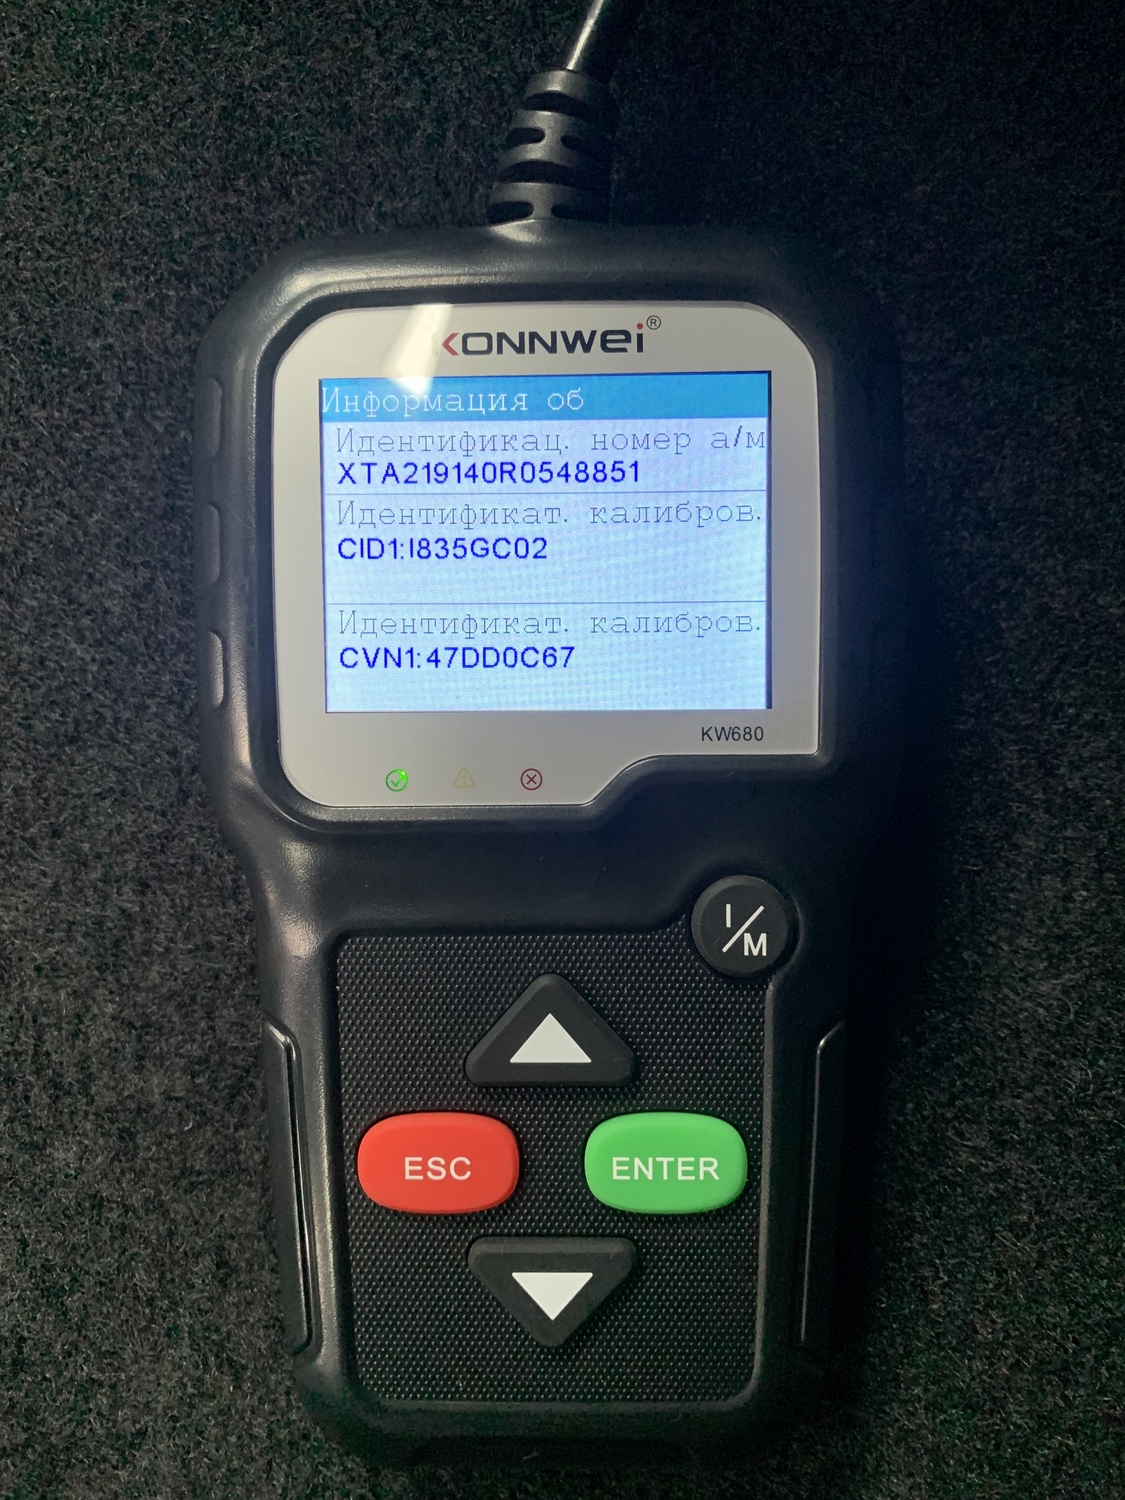 KONNWEI®
Информация об
Идентификац. номер а/м
XTA219140R0548851
Идентификат. калибров.
CID1:I835GC02
Идентификат. калибров.
CVN1:47DD0C67
KW680
I/M
ESC
ENTER